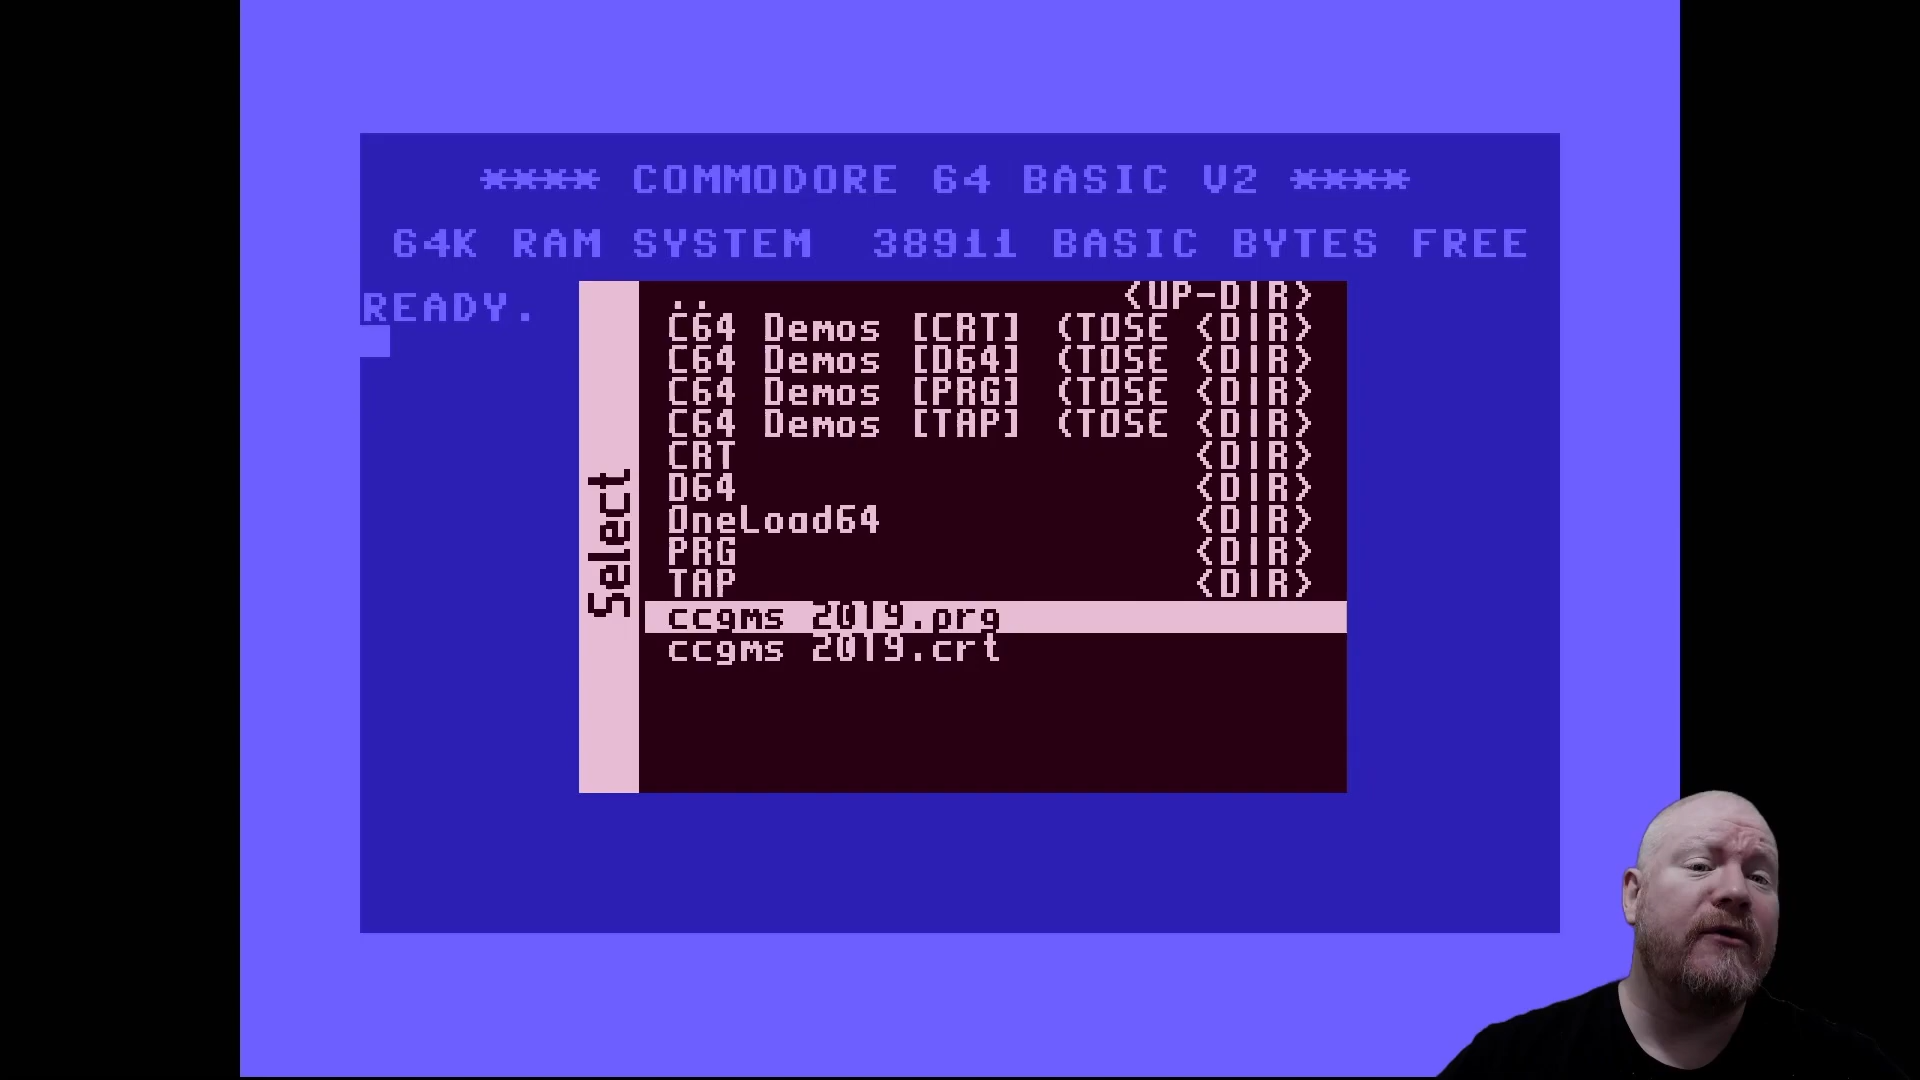 **** COMMODORE 64 BASIC V2 ****
64K RAM SYSTEM  38911 BASIC BYTES FREE
READY.
Select
.. <UP-DIR>
C64 Demos [CRT] (TOSE <DIR>
C64 Demos [D64] (TOSE <DIR>
C64 Demos [PRG] (TOSE <DIR>
C64 Demos [TAP] (TOSE <DIR>
CRT <DIR>
D64 <DIR>
OneLoad64 <DIR>
PRG <DIR>
TAP <DIR>
ccgms 2019.prg
ccgms 2019.crt